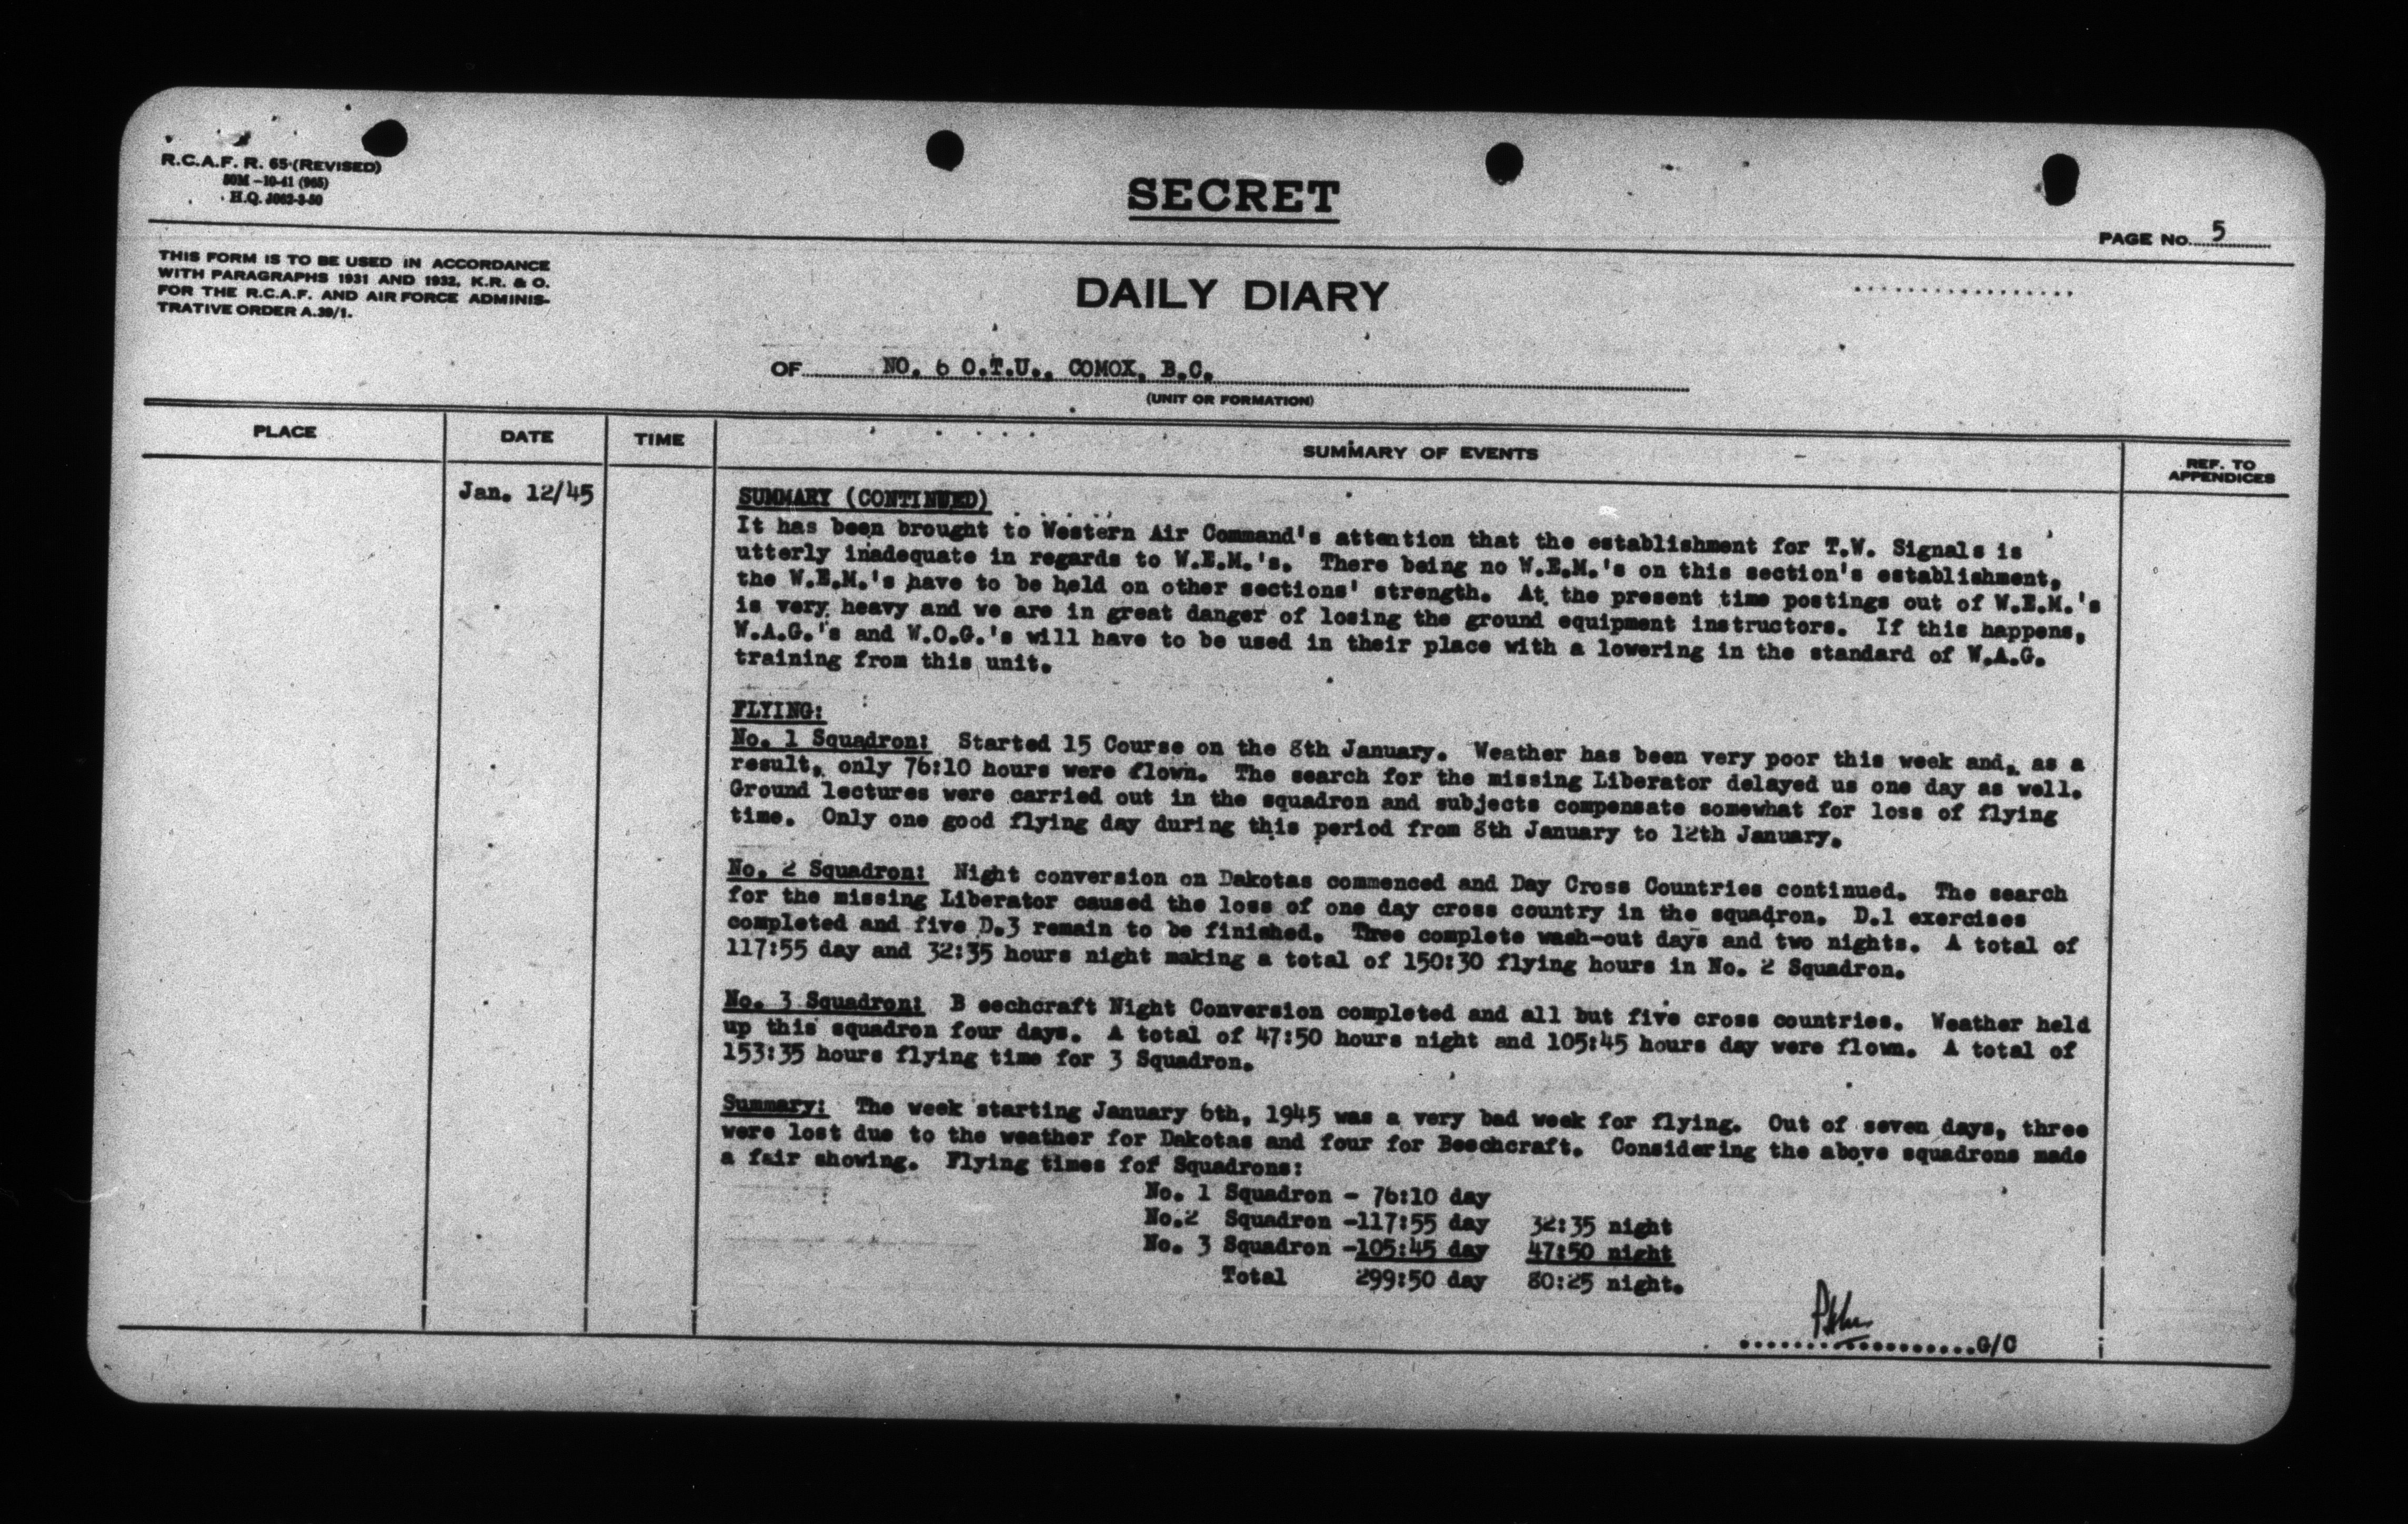 R.C.A.F. R. 65 (REVISED)
50M-10-41 (965)
H.Q. 1062-3-50
SECRET
PAGE No. 5
THIS FORM IS TO BE USED IN ACCORDANCE
WITH PARAGRAPHS 1931 AND 1932, K.R. & O.
FOR THE R.C.A.F. AND AIR FORCE ADMINIS-
TRATIVE ORDER A.39/1.
DAILY DIARY
OF NO. 6 O.T.U., COMOX, B.C.
(UNIT OR FORMATION)
PLACE DATE TIME SUMMARY OF EVENTS REF. TO APPENDICES
Jan. 12/45
SUMMARY (CONTINUED)
It has been brought to Western Air Command's attention that the establishment for T.W. Signals is
utterly inadequate in regards to W.E.M.'s. There being no W.E.M.'s on this section's establishment,
the W.E.M.'s have to be held on other sections' strength. At the present time postings out of W.E.M.'s
is very heavy and we are in great danger of losing the ground equipment instructors. If this happens,
W.A.G.'s and W.O.G.'s will have to be used in their place with a lowering in the standard of W.A.G.
training from this unit.
FLYING:
No. 1 Squadron: Started 15 Course on the 8th January. Weather has been very poor this week and, as a
result, only 76:10 hours were flown. The search for the missing Liberator delayed us one day as well.
Ground lectures were carried out in the squadron and subjects compensate somewhat for loss of flying
time. Only one good flying day during this period from 8th January to 12th January.
No. 2 Squadron: Night conversion on Dakotas commenced and Day Cross Countries continued. The search
for the missing Liberator caused the loss of one day cross country in the squadron. D.1 exercises
completed and five D.3 remain to be finished. Three complete wash-out days and two nights. A total of
117:55 day and 32:35 hours night making a total of 150:30 flying hours in No. 2 Squadron.
No. 3 Squadron: B eechcraft Night Conversion completed and all but five cross countries. Weather held
up this squadron four days. A total of 47:50 hours night and 105:45 hours day were flown. A total of
153:35 hours flying time for 3 Squadron.
Summary: The week starting January 6th, 1945 was a very bad week for flying. Out of seven days, three
were lost due to the weather for Dakotas and four for Beechcraft. Considering the above squadrons made
a fair showing. Flying times fof Squadrons:
No. 1 Squadron - 76:10 day
No.2 Squadron -117:55 day 32:35 night
No. 3 Squadron -105:45 day 47:50 night
Total 299:50 day 80:25 night.
G/C